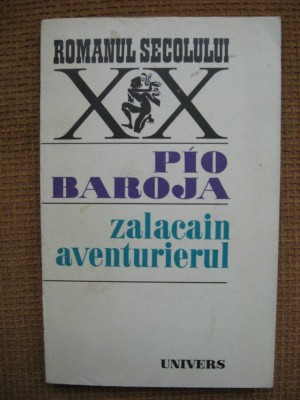 ROMANUL SECOLULUI
XX
PÍO
BAROJA
zalacain
aventurierul
UNIVERS